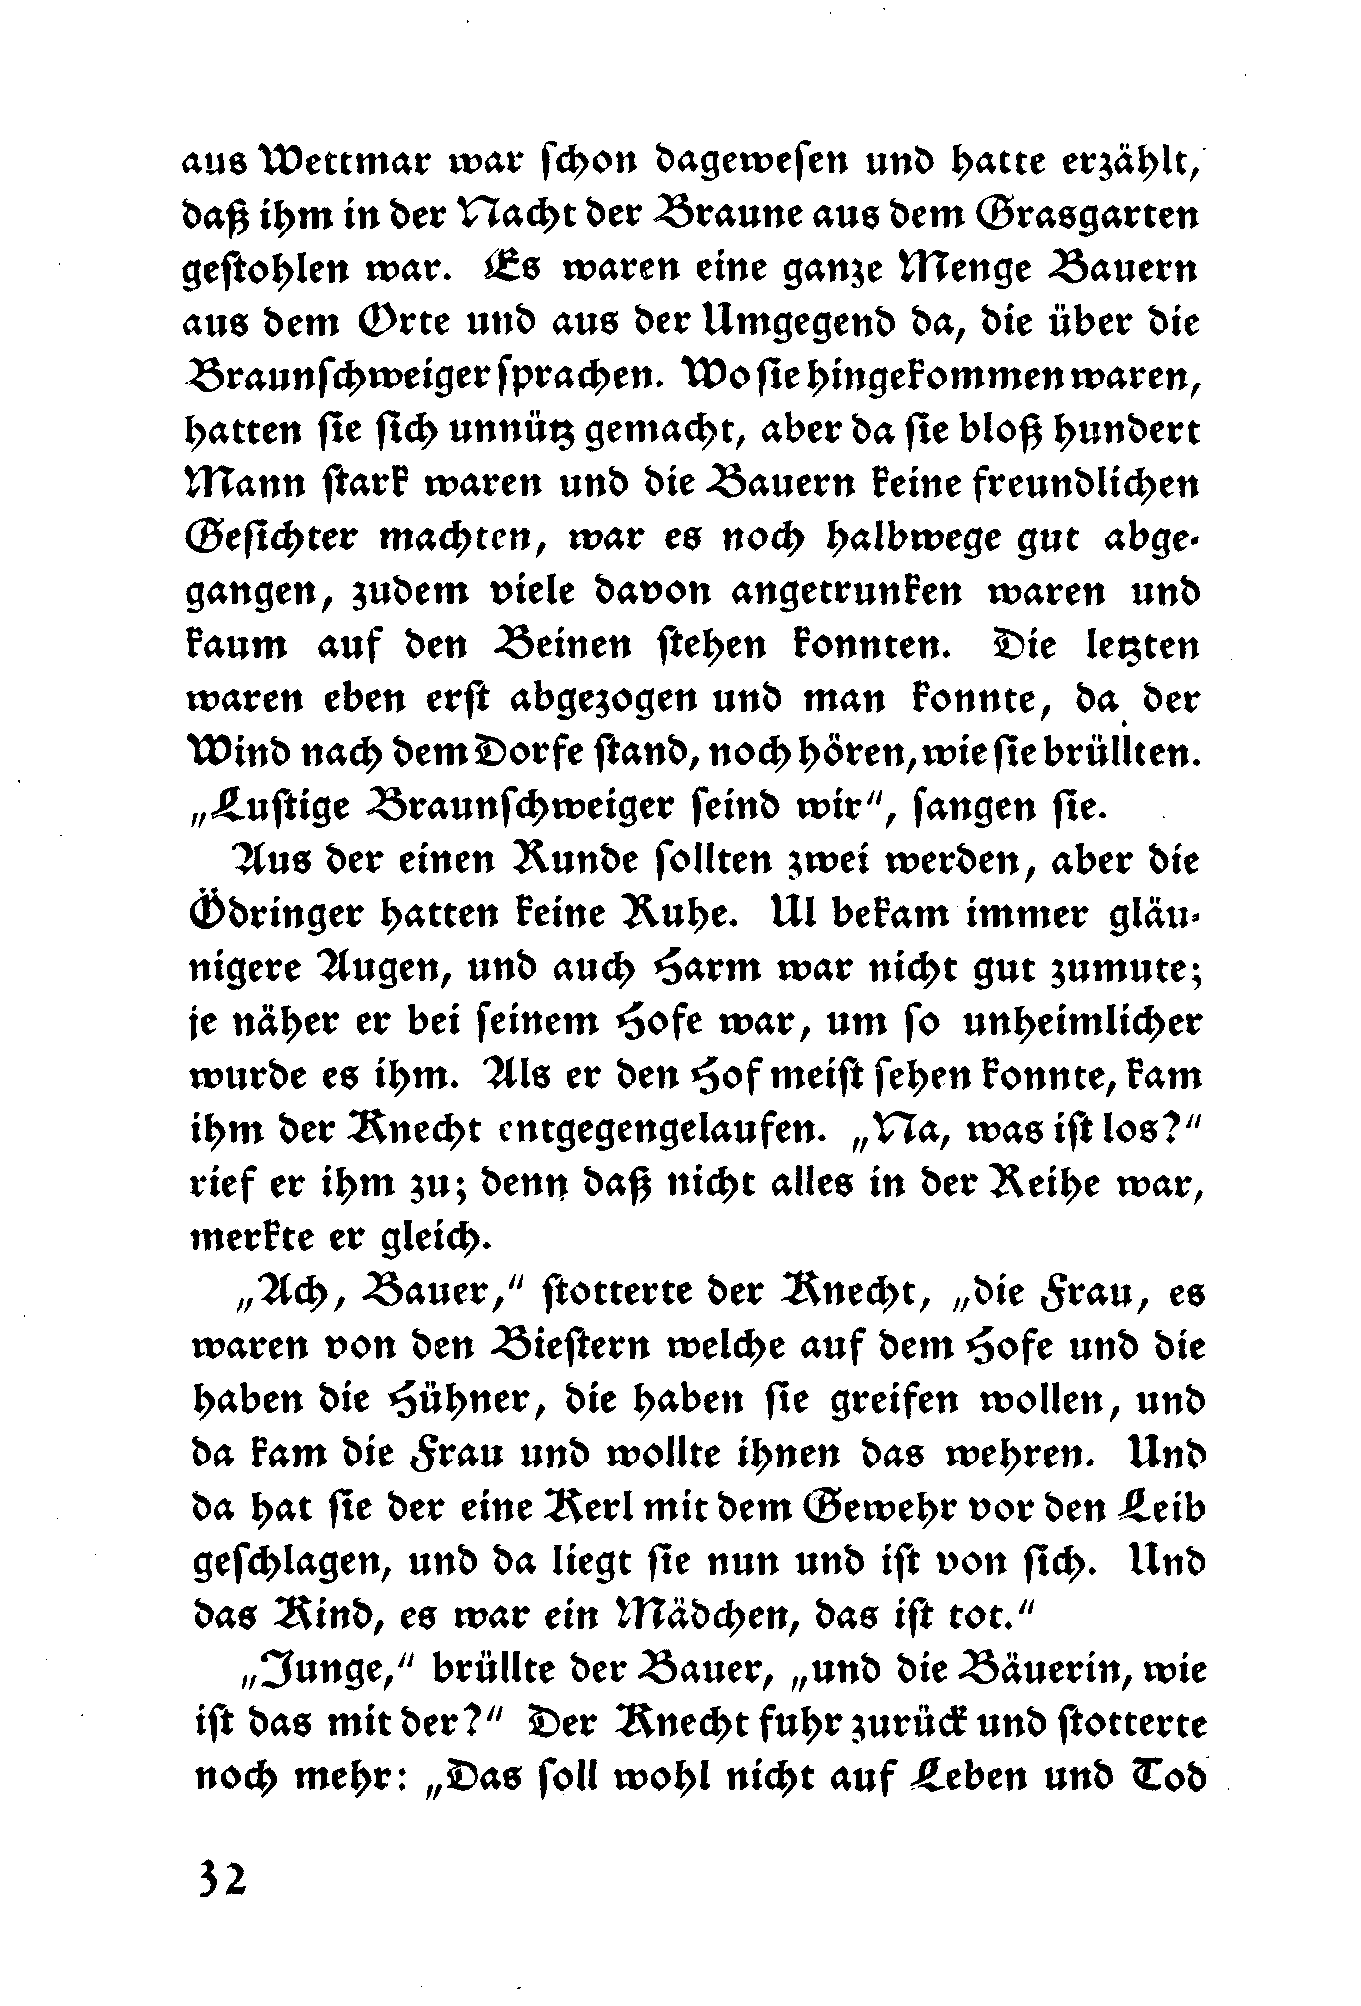 aus Wettmar war schon dagewesen und hatte erzählt,
daß ihm in der Nacht der Braune aus dem Grasgarten
gestohlen war. Es waren eine ganze Menge Bauern
aus dem Orte und aus der Umgegend da, die über die
Braunschweiger sprachen. Wo sie hingekommen waren,
hatten sie sich unnütz gemacht, aber da sie bloß hundert
Mann stark waren und die Bauern keine freundlichen
Gesichter machten, war es noch halbwege gut abge-
gangen, zudem viele davon angetrunken waren und
kaum auf den Beinen stehen konnten. Die letzten
waren eben erst abgezogen und man konnte, da der
Wind nach dem Dorfe stand, noch hören, wie sie brüllten.
„Lustige Braunschweiger seind wir“, sangen sie.
Aus der einen Runde sollten zwei werden, aber die
Ödringer hatten keine Ruhe. Ul bekam immer gläu-
nigere Augen, und auch Harm war nicht gut zumute;
je näher er bei seinem Hofe war, um so unheimlicher
wurde es ihm. Als er den Hof meist sehen konnte, kam
ihm der Knecht entgegengelaufen. „Na, was ist los?“
rief er ihm zu; denn daß nicht alles in der Reihe war,
merkte er gleich.
„Ach, Bauer,“ stotterte der Knecht, „die Frau, es
waren von den Biestern welche auf dem Hofe und die
haben die Hühner, die haben sie greifen wollen, und
da kam die Frau und wollte ihnen das wehren. Und
da hat sie der eine Kerl mit dem Gewehr vor den Leib
geschlagen, und da liegt sie nun und ist von sich. Und
das Kind, es war ein Mädchen, das ist tot.“
„Junge,“ brüllte der Bauer, „und die Bäuerin, wie
ist das mit der?“ Der Knecht fuhr zurück und stotterte
noch mehr: „Das soll wohl nicht auf Leben und Tod
32